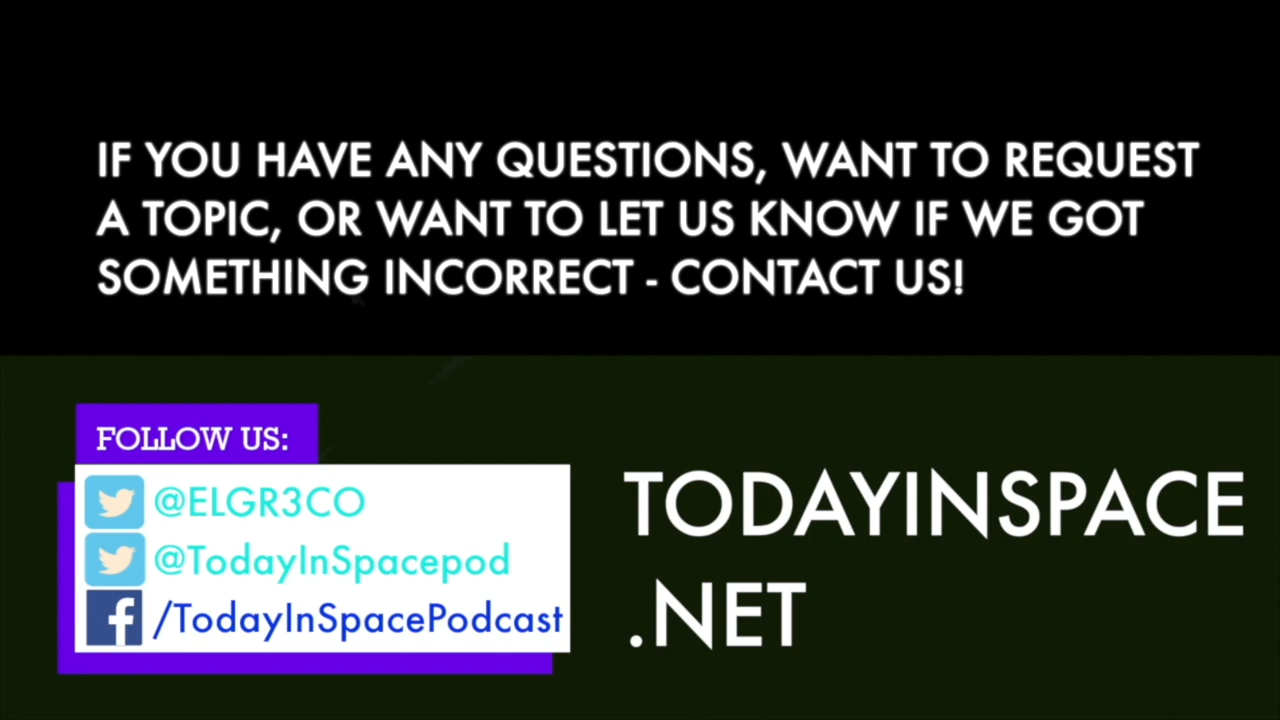 IF YOU HAVE ANY QUESTIONS, WANT TO REQUEST
A TOPIC, OR WANT TO LET US KNOW IF WE GOT
SOMETHING INCORRECT - CONTACT US!
FOLLOW US:
@ELGR3CO
@TodayInSpacepod
/TodayInSpacePodcast
TODAYINSPACE
.NET